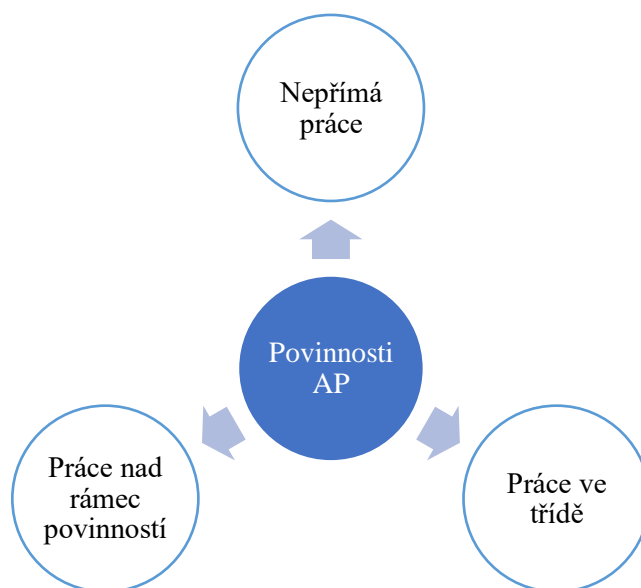 Nepřímá
práce
Povinnosti
AP
Práce nad
rámec
povinností
Práce ve
třídě